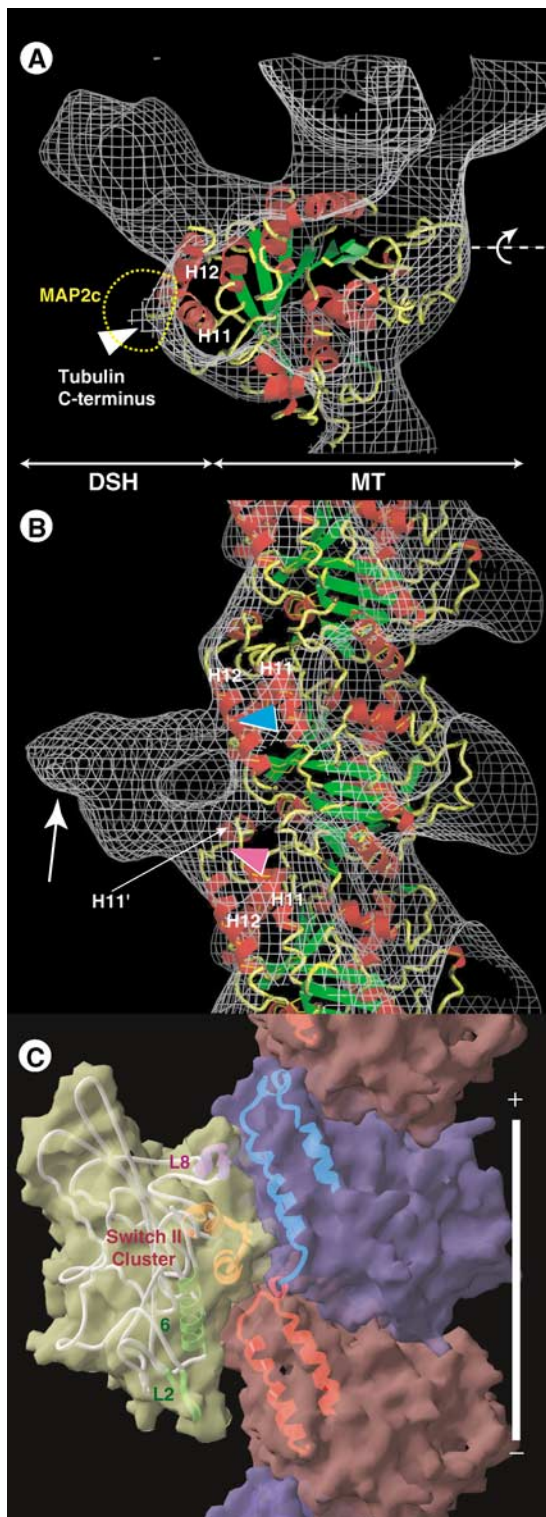 A
H12
MAP2c
H11
Tubulin
C-terminus
DSH
MT
B
H12
H11
H11'
H11
H12
C
+
L8
Switch II
Cluster
6
L2
−